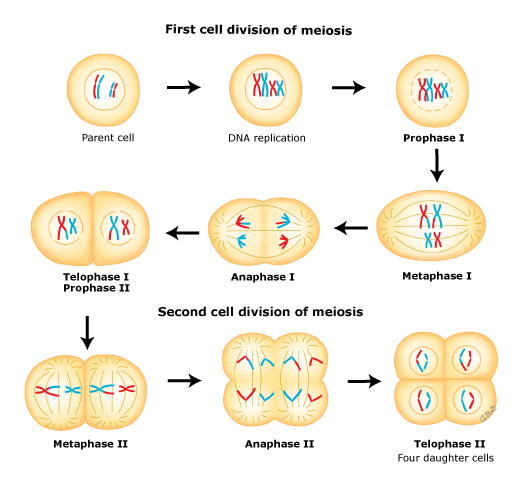 First cell division of meiosis
Parent cell
DNA replication
Prophase I
Telophase I
Prophase II
Anaphase I
Metaphase I
Second cell division of meiosis
Metaphase II
Anaphase II
Telophase II
Four daughter cells